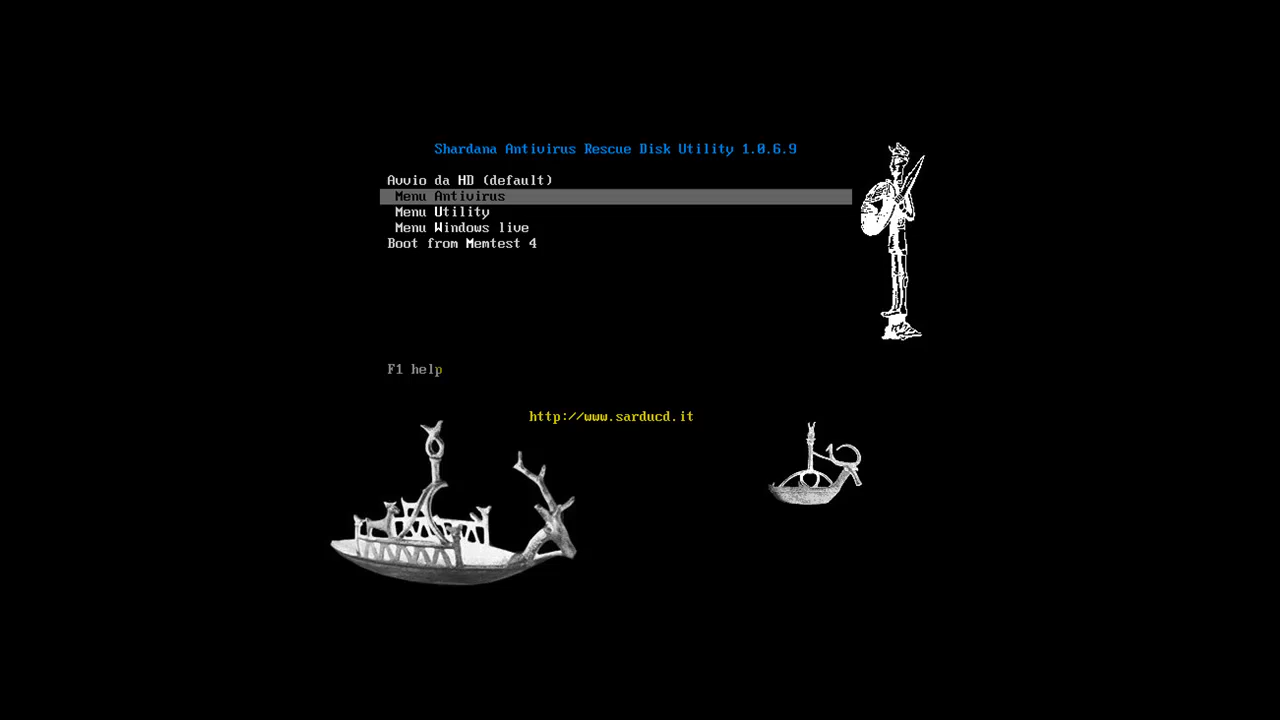 Shardana Antivirus Rescue Disk Utility 1.0.6.9
Avvio da HD (default)
Menu Antivirus
Menu Utility
Menu Windows live
Boot from Memtest 4
F1 help
http://www.sarducd.it